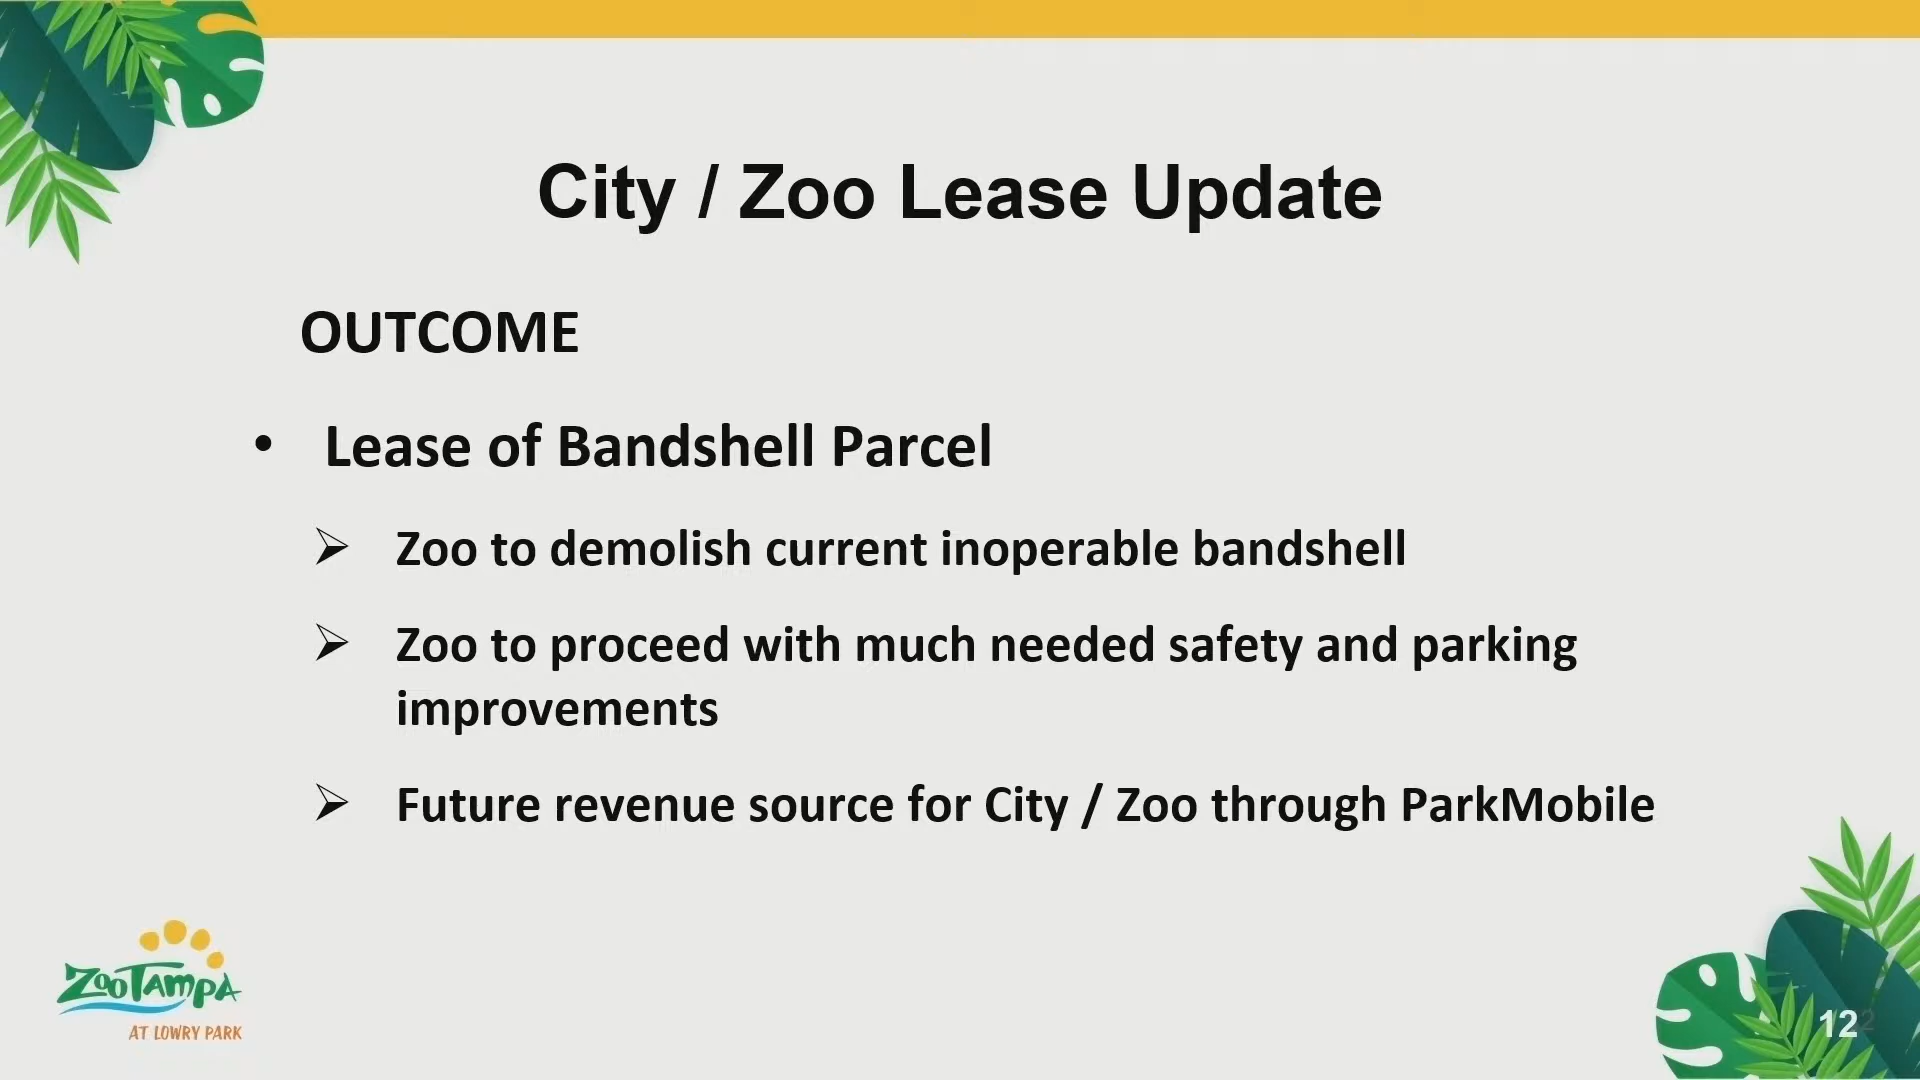 City / Zoo Lease Update
OUTCOME
• Lease of Bandshell Parcel
➢ Zoo to demolish current inoperable bandshell
➢ Zoo to proceed with much needed safety and parking
improvements
➢ Future revenue source for City / Zoo through ParkMobile
ZooTampa
AT LOWRY PARK
122